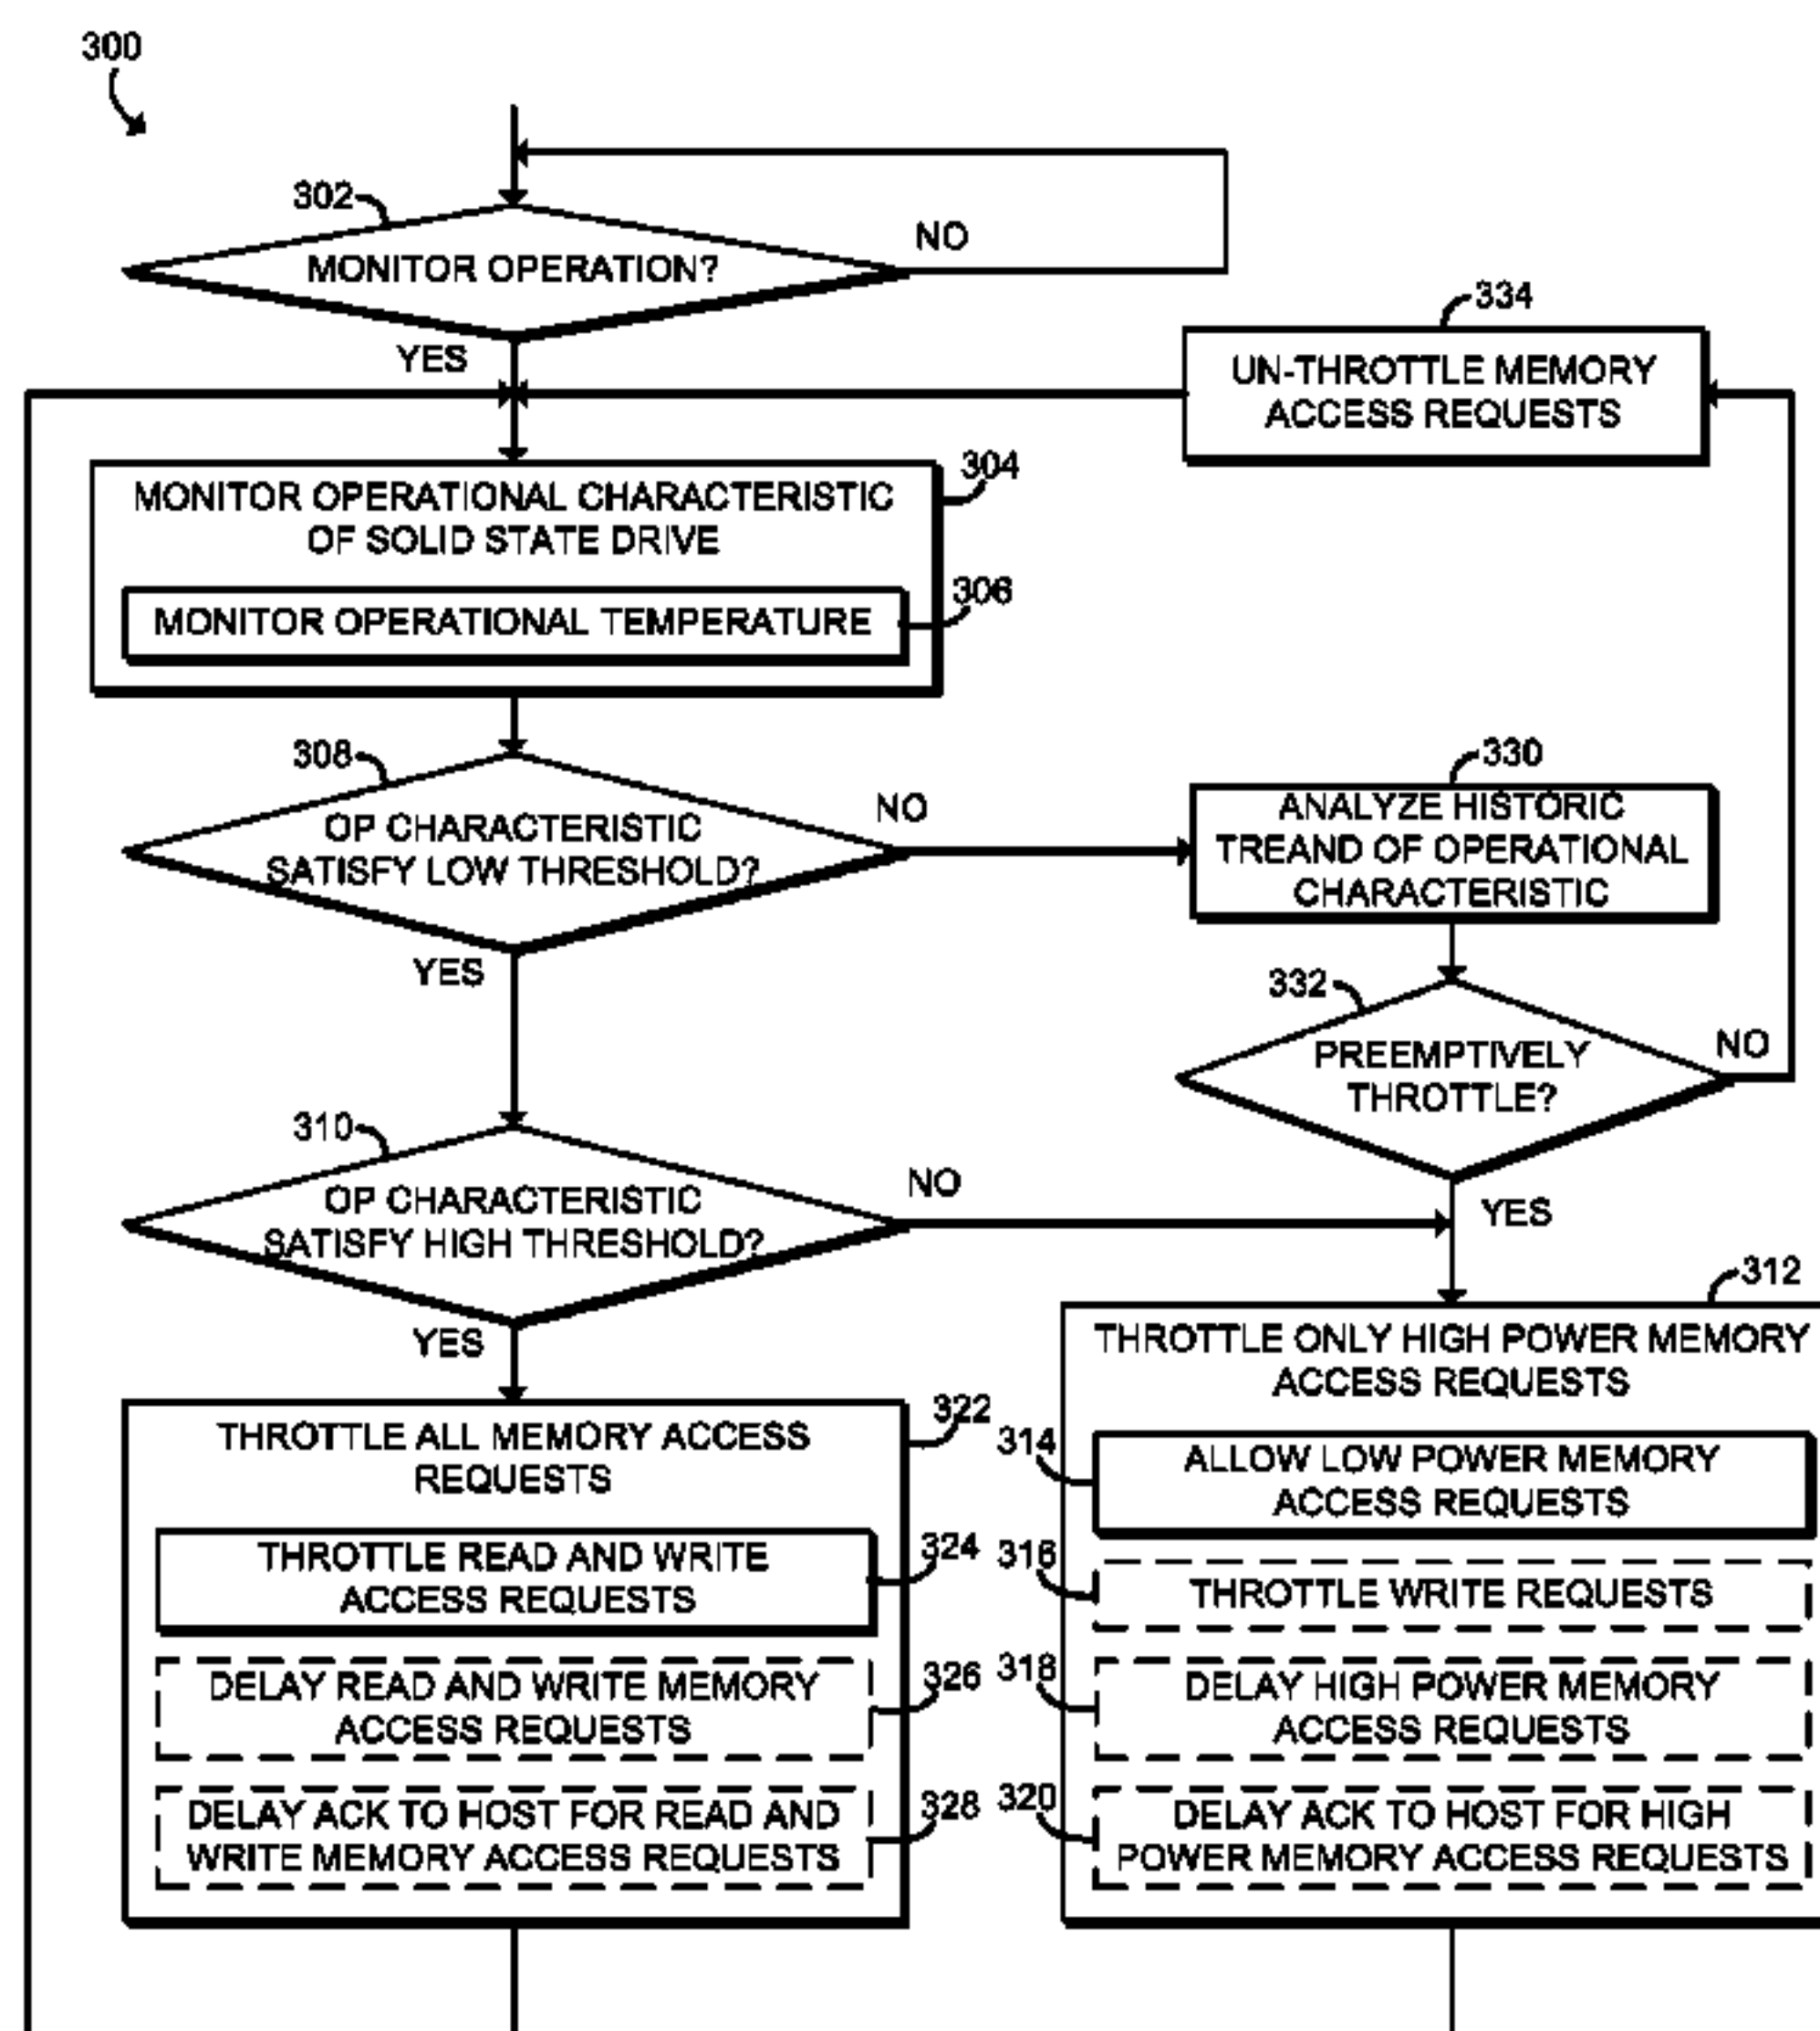 300
302
MONITOR OPERATION?
NO
YES
334
UN-THROTTLE MEMORY
ACCESS REQUESTS
304
MONITOR OPERATIONAL CHARACTERISTIC
OF SOLID STATE DRIVE
306
MONITOR OPERATIONAL TEMPERATURE
308
OP CHARACTERISTIC
SATISFY LOW THRESHOLD?
NO
YES
330
ANALYZE HISTORIC
TREAND OF OPERATIONAL
CHARACTERISTIC
332
PREEMPTIVELY
THROTTLE?
NO
YES
310
OP CHARACTERISTIC
SATISFY HIGH THRESHOLD?
NO
YES
322
THROTTLE ALL MEMORY ACCESS
REQUESTS
324
THROTTLE READ AND WRITE
ACCESS REQUESTS
326
DELAY READ AND WRITE MEMORY
ACCESS REQUESTS
328
DELAY ACK TO HOST FOR READ AND
WRITE MEMORY ACCESS REQUESTS
312
THROTTLE ONLY HIGH POWER MEMORY
ACCESS REQUESTS
314
ALLOW LOW POWER MEMORY
ACCESS REQUESTS
316
THROTTLE WRITE REQUESTS
318
DELAY HIGH POWER MEMORY
ACCESS REQUESTS
320
DELAY ACK TO HOST FOR HIGH
POWER MEMORY ACCESS REQUESTS